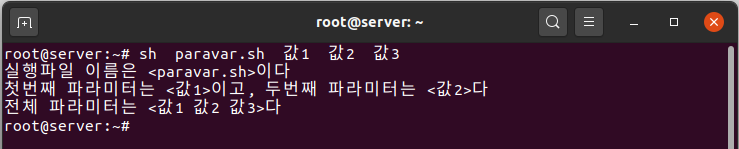 root@server: ~
root@server:~# sh  paravar.sh  값1  값2  값3
실행파일 이름은 <paravar.sh>이다
첫번째 파라미터는 <값1>이고, 두번째 파라미터는 <값2>다
전체 파라미터는 <값1 값2 값3>다
root@server:~#